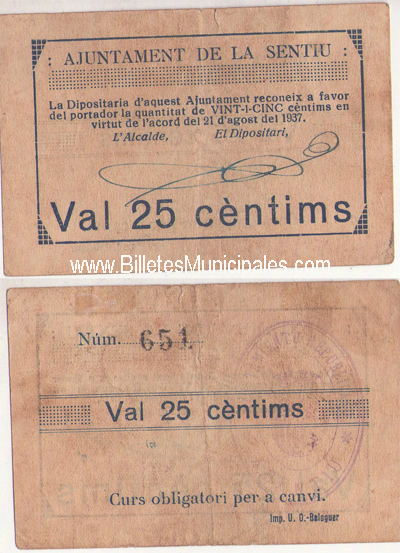 : AJUNTAMENT DE LA SENTIU :
La Dipositaria d'aquest Ajuntament reconeix a favor
del portador la quantitat de VINT-I-CINC cèntims en
virtut de l'acord del 21 d'agost del 1937.
L'Alcalde, El Dipositari,
Val 25 cèntims
www.BilletesMunicipales.com
Núm. 651
Val 25 cèntims
Curs obligatori per a canvi.
Imp. U. O.-Balaguer